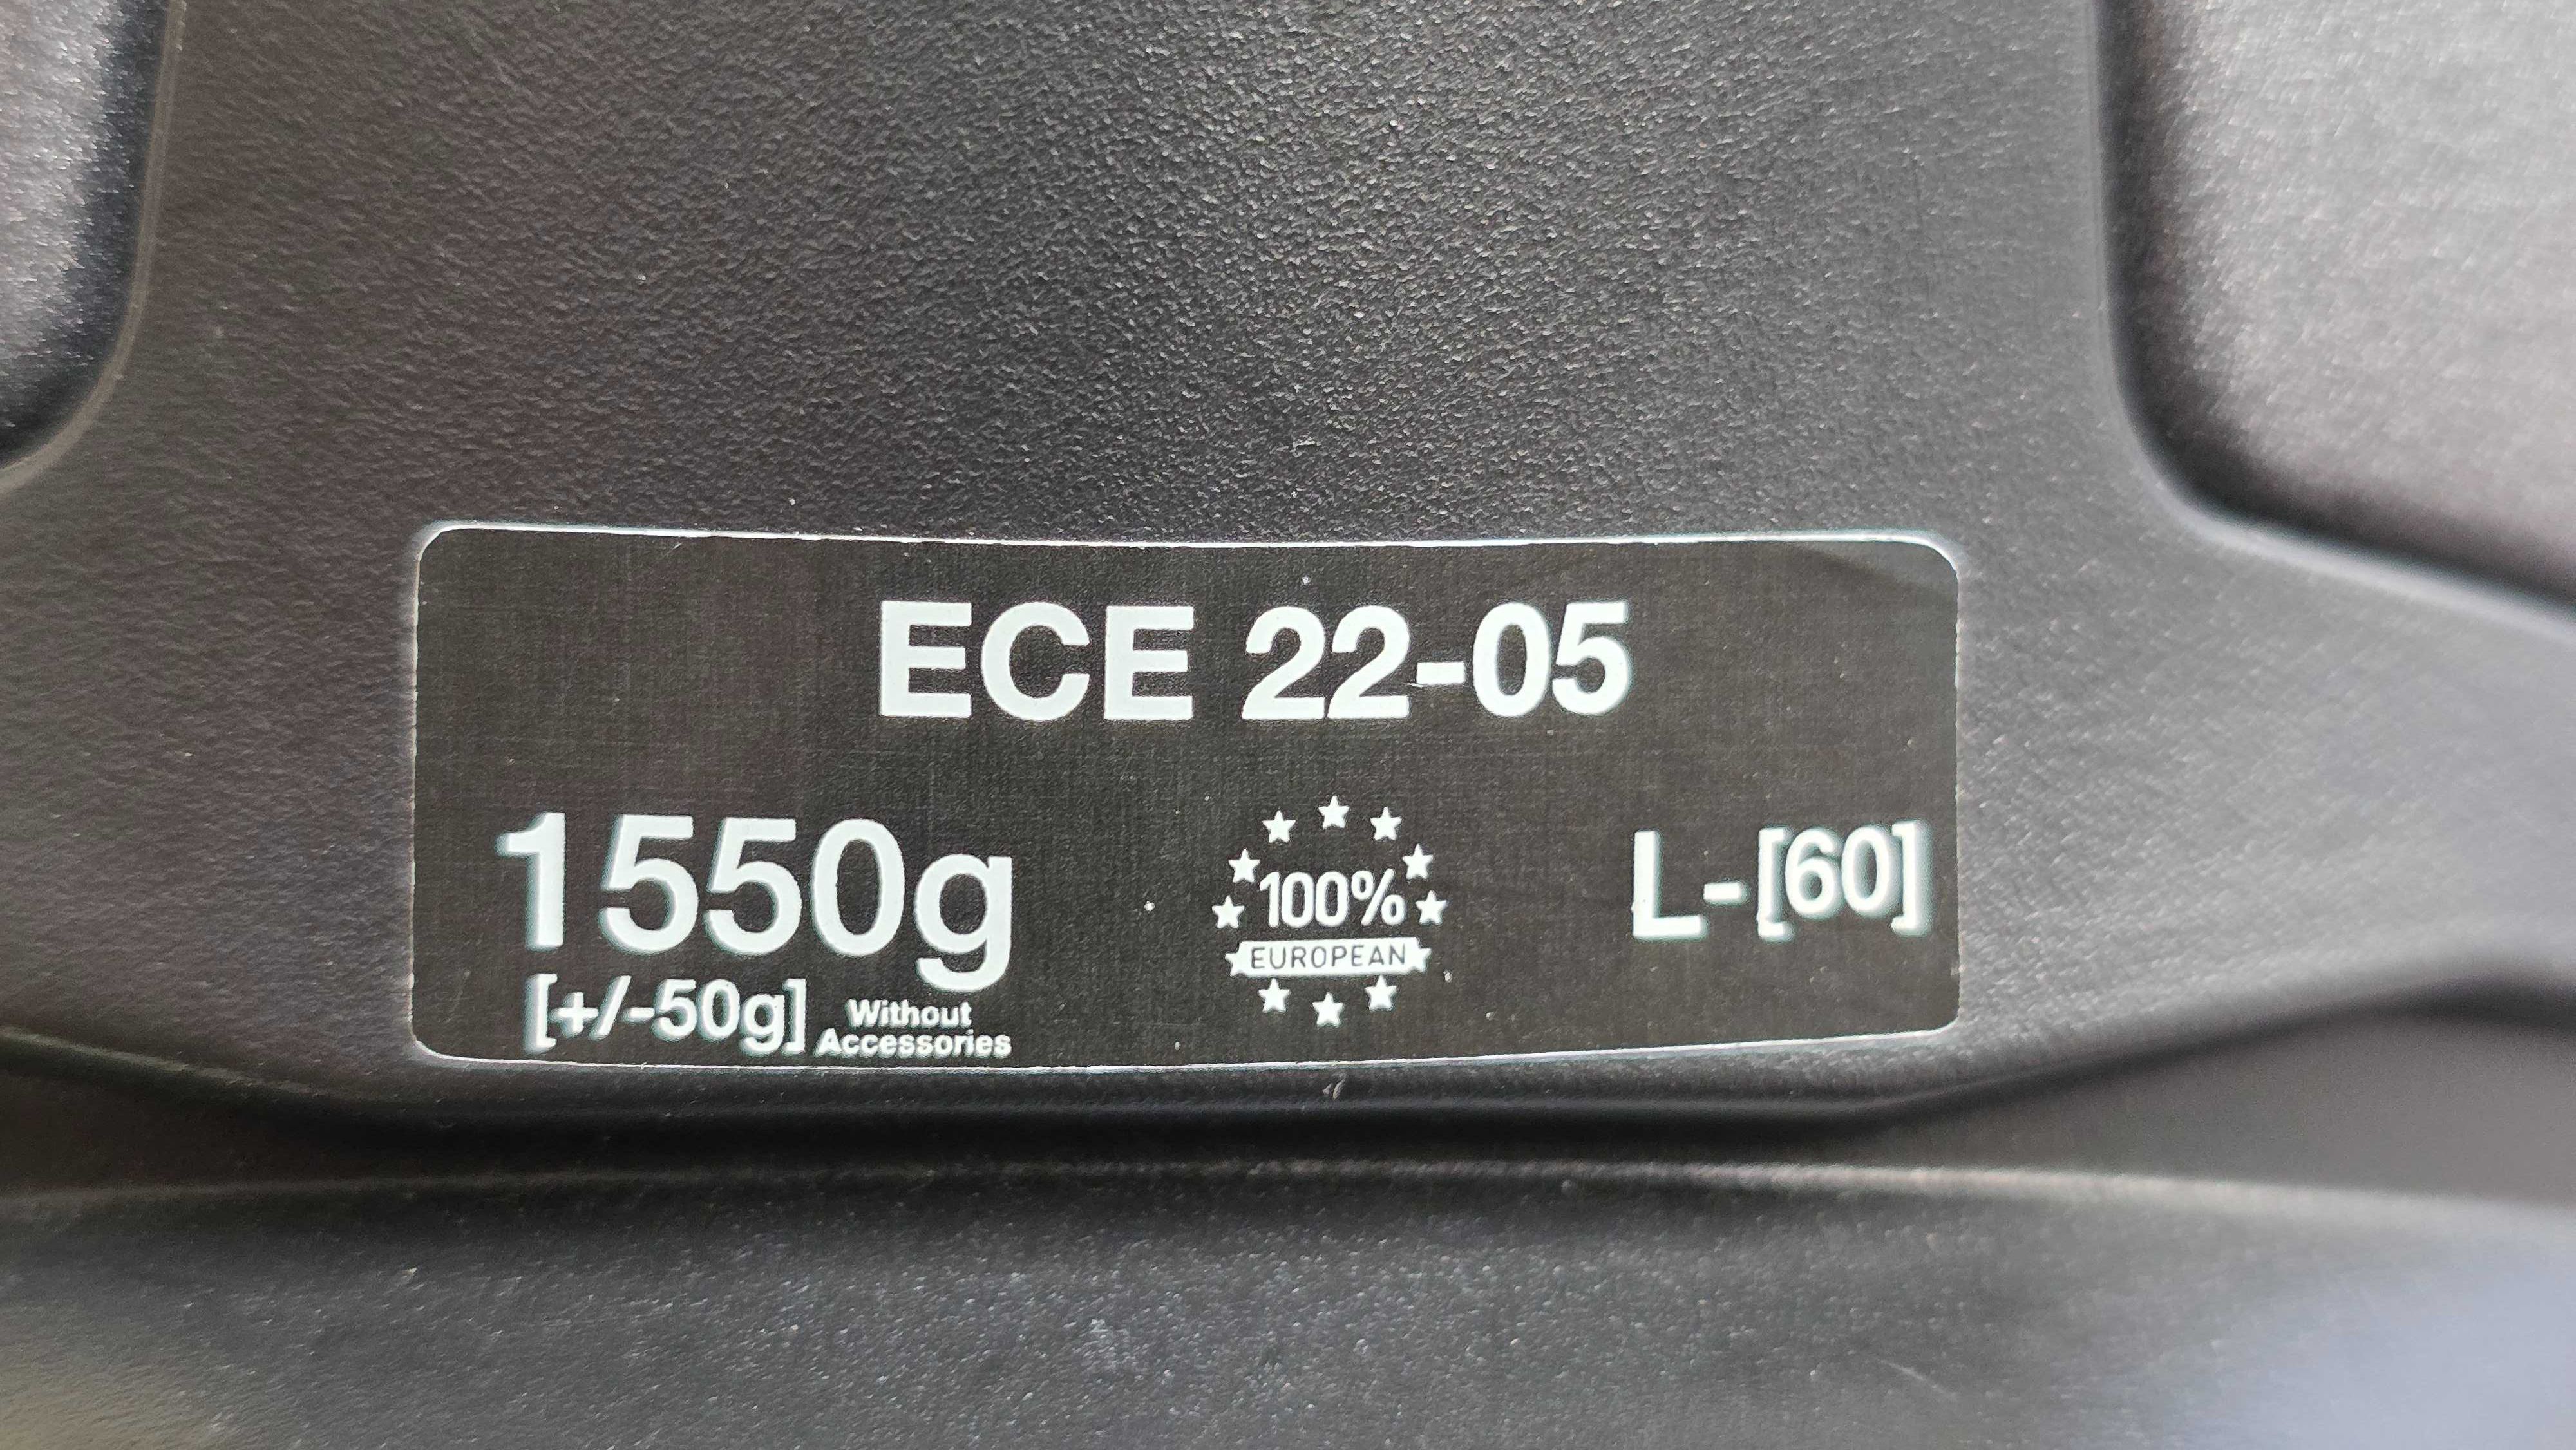 ECE 22-05
1550g
[+/-50g] Without
Accessories
100%
EUROPEAN
L-[60]